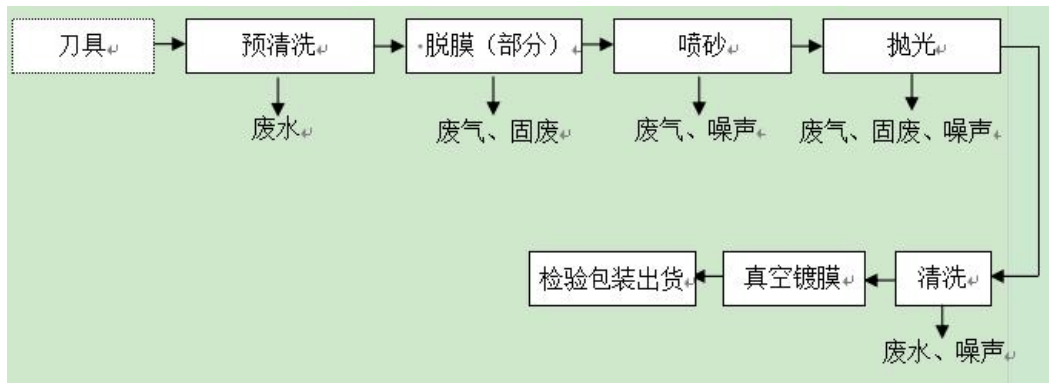 刀具
预清洗
脱膜（部分）
喷砂
抛光
废水
废气、固废
废气、噪声
废气、固废、噪声
检验包装出货
真空镀膜
清洗
废水、噪声